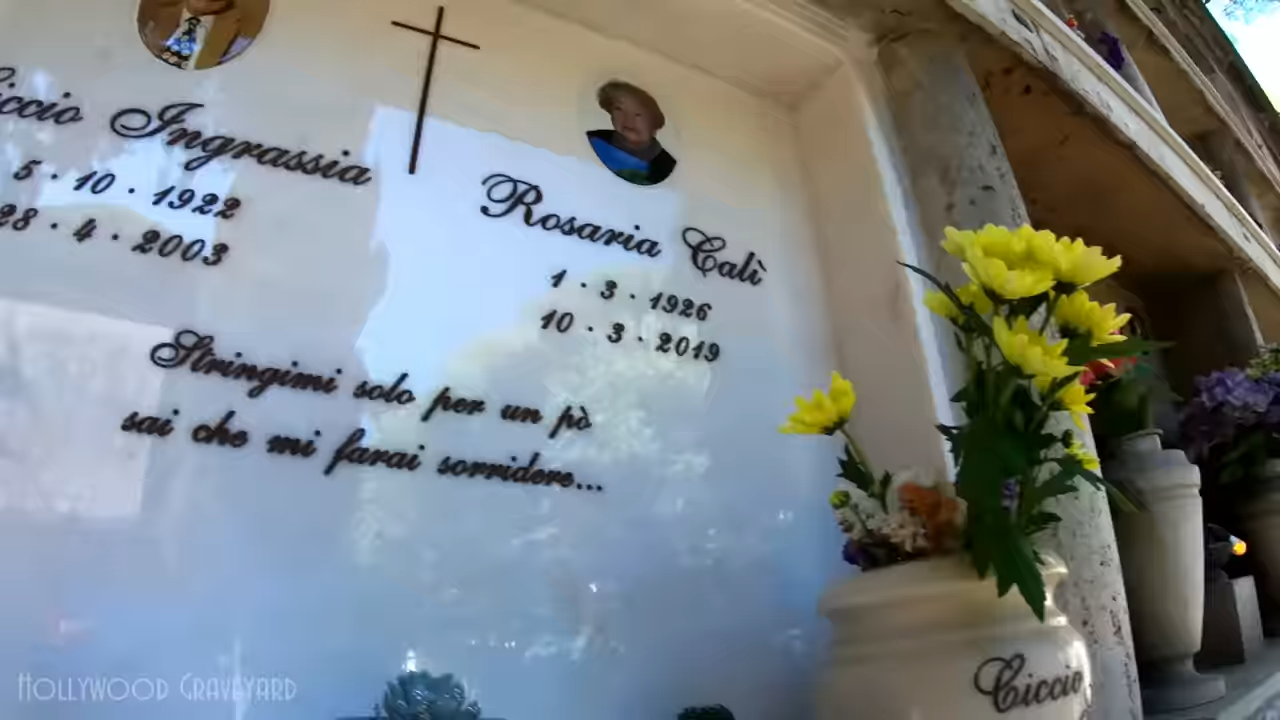 iccio Ingrassia
5 · 10 · 1922
28 · 4 · 2003
Rosaria Calì
1 · 3 · 1926
10 · 3 · 2019
Stringimi solo per un pò
sai che mi farai sorridere...
Ciccio
HOLLYWOOD GRAVEYARD